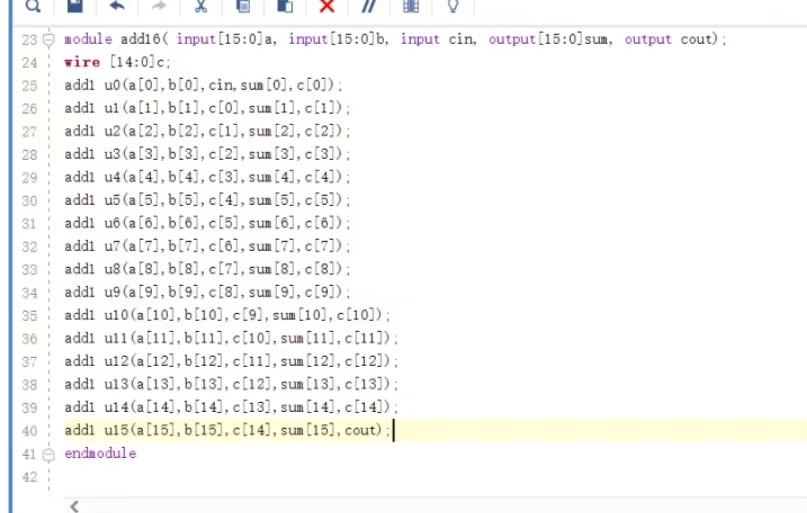 23 module add16( input[15:0]a, input[15:0]b, input cin, output[15:0]sum, output cout);
24 wire [14:0]c;
25 add1 u0(a[0],b[0],cin,sum[0],c[0]);
26 add1 u1(a[1],b[1],c[0],sum[1],c[1]);
27 add1 u2(a[2],b[2],c[1],sum[2],c[2]);
28 add1 u3(a[3],b[3],c[2],sum[3],c[3]);
29 add1 u4(a[4],b[4],c[3],sum[4],c[4]);
30 add1 u5(a[5],b[5],c[4],sum[5],c[5]);
31 add1 u6(a[6],b[6],c[5],sum[6],c[6]);
32 add1 u7(a[7],b[7],c[6],sum[7],c[7]);
33 add1 u8(a[8],b[8],c[7],sum[8],c[8]);
34 add1 u9(a[9],b[9],c[8],sum[9],c[9]);
35 add1 u10(a[10],b[10],c[9],sum[10],c[10]);
36 add1 u11(a[11],b[11],c[10],sum[11],c[11]);
37 add1 u12(a[12],b[12],c[11],sum[12],c[12]);
38 add1 u13(a[13],b[13],c[12],sum[13],c[13]);
39 add1 u14(a[14],b[14],c[13],sum[14],c[14]);
40 add1 u15(a[15],b[15],c[14],sum[15],cout);
41 endmodule
42